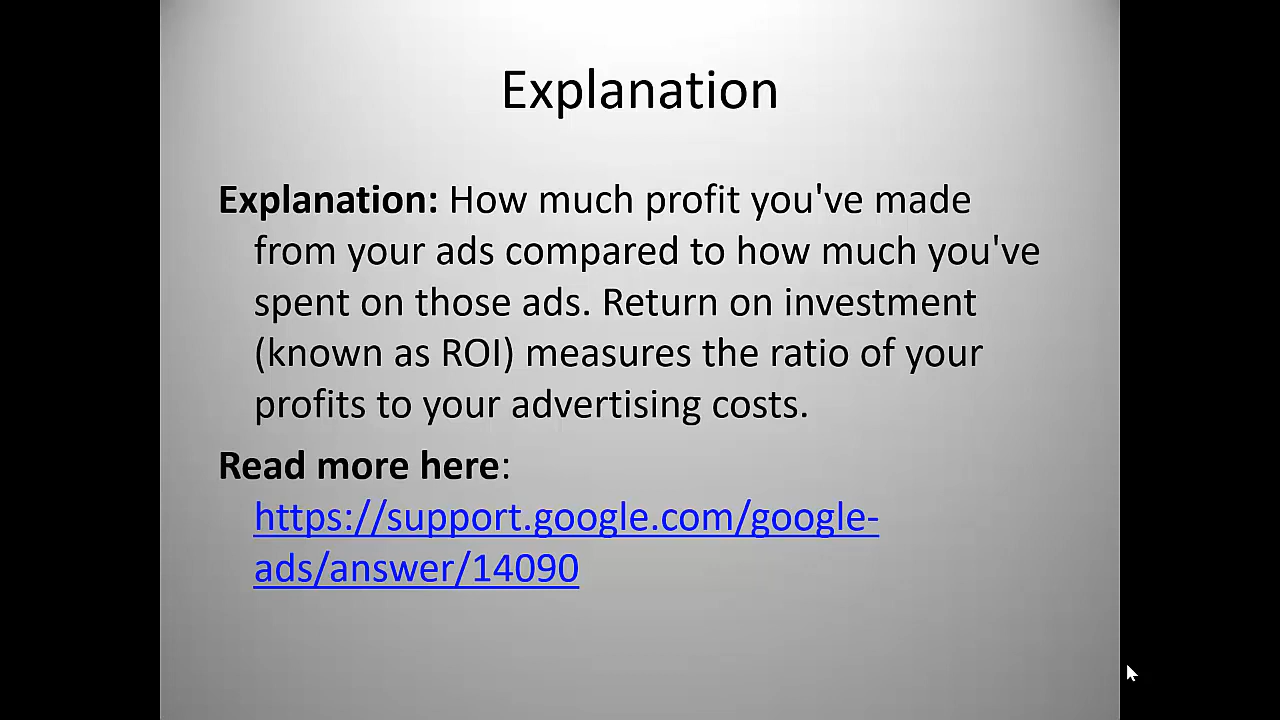 Explanation
Explanation: How much profit you've made
from your ads compared to how much you've
spent on those ads. Return on investment
(known as ROI) measures the ratio of your
profits to your advertising costs.
Read more here:
https://support.google.com/google-
ads/answer/14090